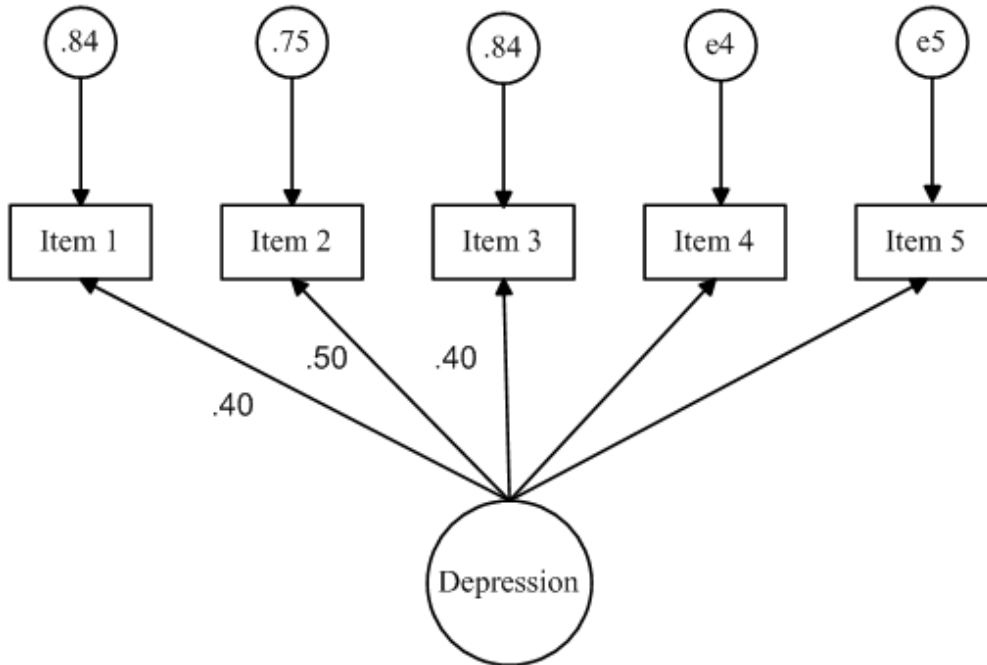 .84
.75
.84
e4
e5
Item 1
Item 2
Item 3
Item 4
Item 5
.40
.50
.40
Depression